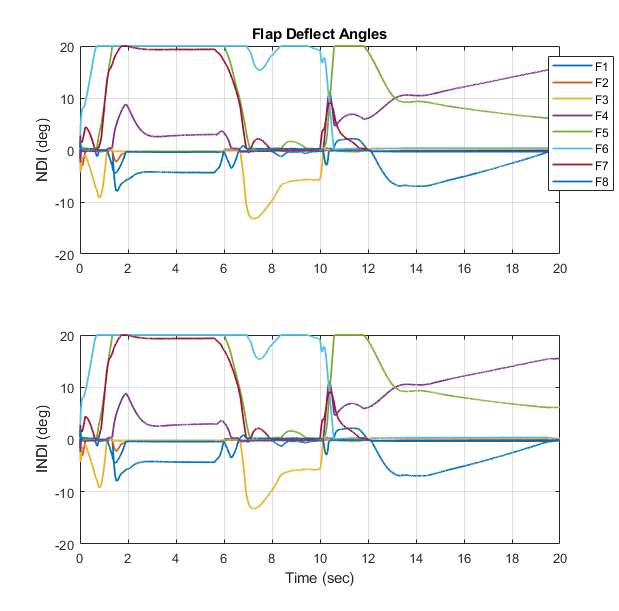 Flap Deflect Angles
NDI (deg)
20
10
0
-10
-20
0 2 4 6 8 10 12 14 16 18 20
F1
F2
F3
F4
F5
F6
F7
F8
INDI (deg)
20
10
0
-10
-20
0 2 4 6 8 10 12 14 16 18 20
Time (sec)